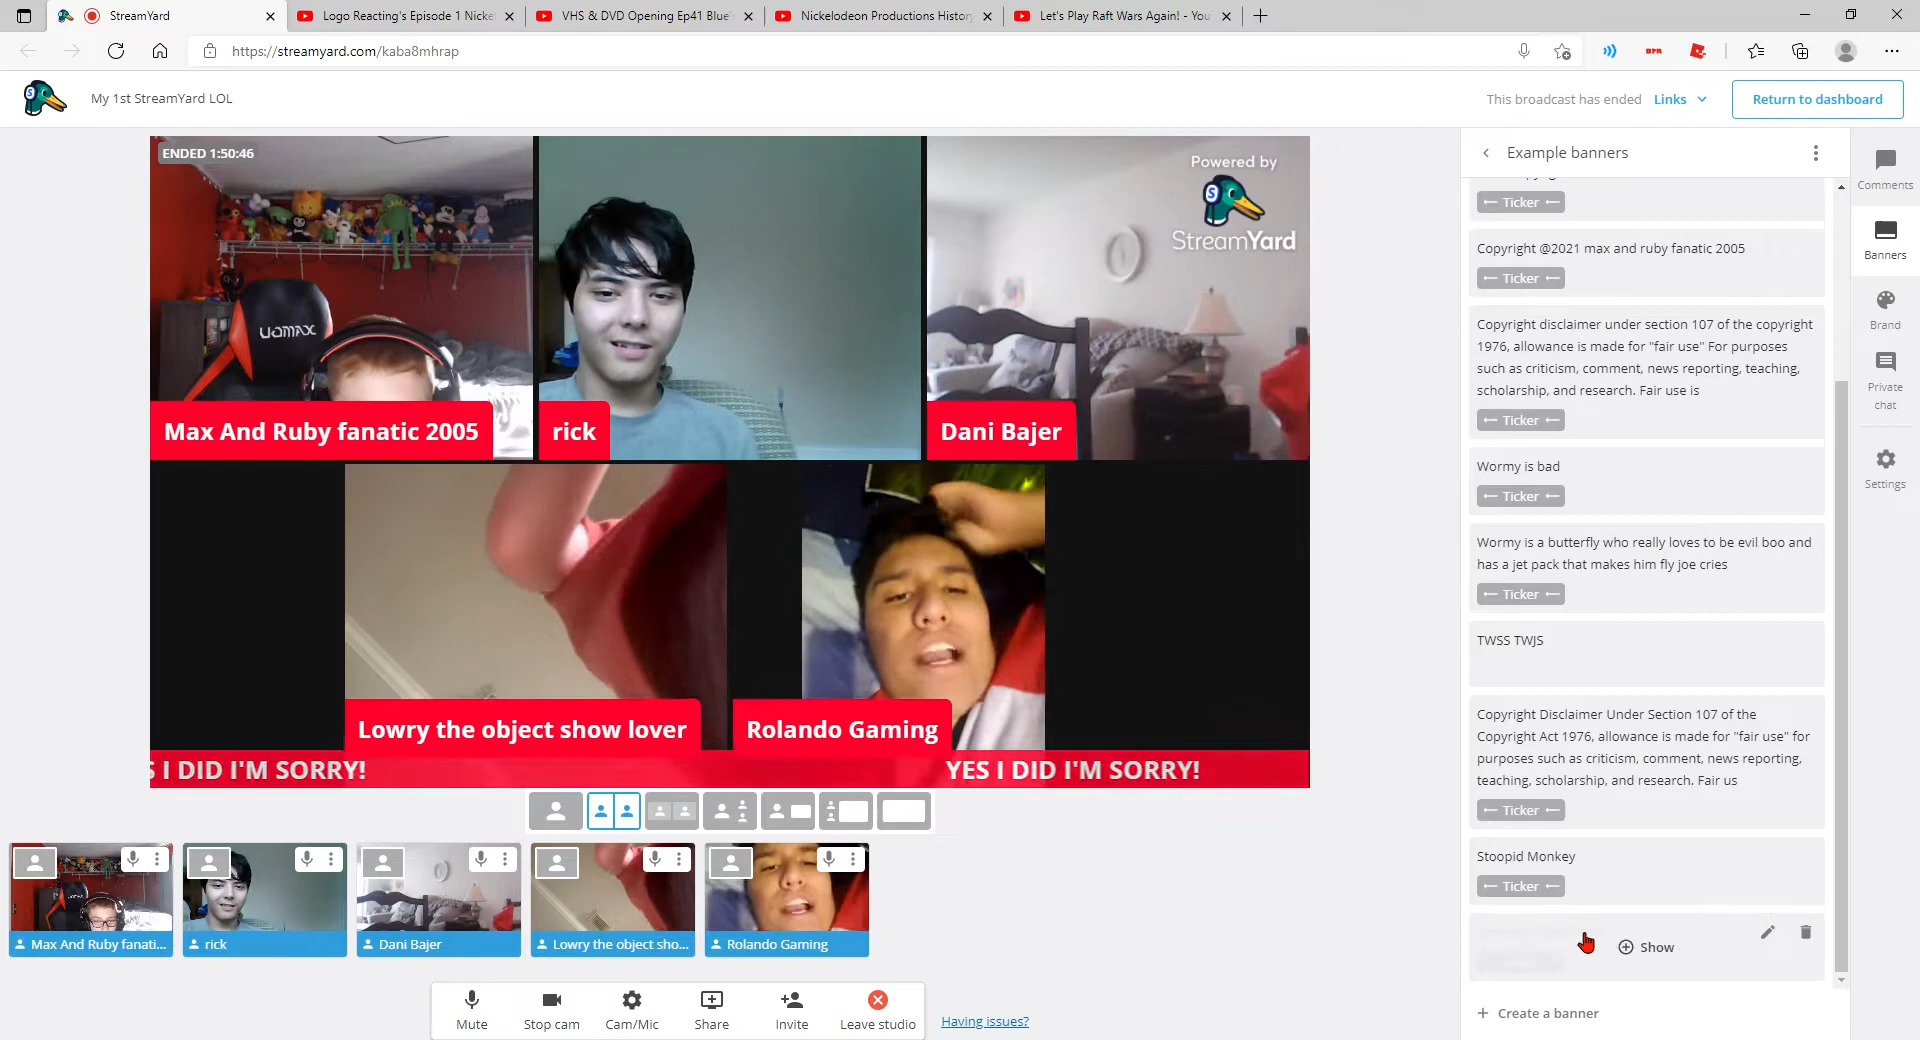 StreamYard
Logo Reacting's Episode 1 Nicke
VHS & DVD Opening Ep41 Blue's
Nickelodeon Productions Histor
Let's Play Raft Wars Again! - You
https://streamyard.com/kaba8mhrap
My 1st StreamYard LOL
This broadcast has ended
Links
Return to dashboard
ENDED 1:50:46
Powered by
StreamYard
UOMAX
Max And Ruby fanatic 2005
rick
Dani Bajer
Lowry the object show lover
Rolando Gaming
S I DID I'M SORRY!
YES I DID I'M SORRY!
Max And Ruby fanati...
rick
Dani Bajer
Lowry the object sho...
Rolando Gaming
Mute
Stop cam
Cam/Mic
Share
Invite
Leave studio
Having issues?
Example banners
Ticker
Copyright @2021 max and ruby fanatic 2005
Ticker
Copyright disclaimer under section 107 of the copyright
1976, allowance is made for "fair use" For purposes
such as criticism, comment, news reporting, teaching,
scholarship, and research. Fair use is
Ticker
Wormy is bad
Ticker
Wormy is a butterfly who really loves to be evil boo and
has a jet pack that makes him fly joe cries
Ticker
TWSS TWJS
Copyright Disclaimer Under Section 107 of the
Copyright Act 1976, allowance is made for "fair use" for
purposes such as criticism, comment, news reporting,
teaching, scholarship, and research. Fair us
Ticker
Stoopid Monkey
Ticker
Show
Create a banner
Comments
Banners
Brand
Private
chat
Settings